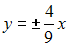 y = ± 4/9 x